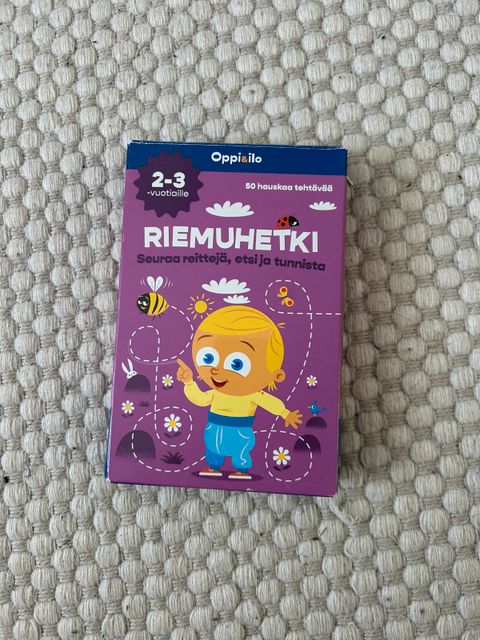 Oppi&ilo
2-3
-vuotiaille
50 hauskaa tehtävää
RIEMUHETKI
Seuraa reittejä, etsi ja tunnista